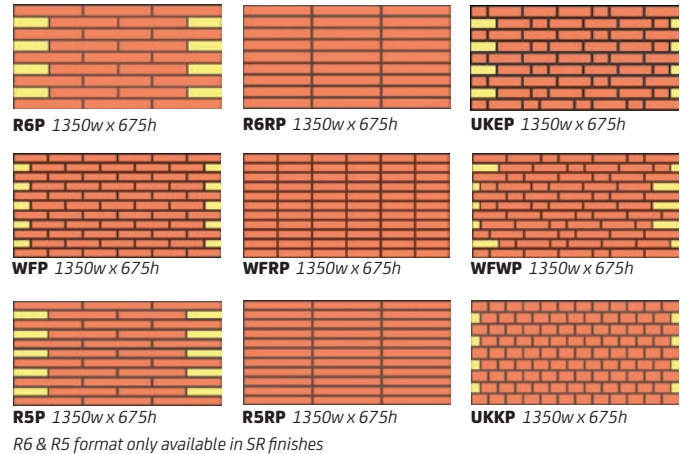 R6P 1350w x 675h
R6RP 1350w x 675h
UKEP 1350w x 675h
WFP 1350w x 675h
WFRP 1350w x 675h
WFWP 1350w x 675h
R5P 1350w x 675h
R5RP 1350w x 675h
UKKP 1350w x 675h
R6 & R5 format only available in SR finishes